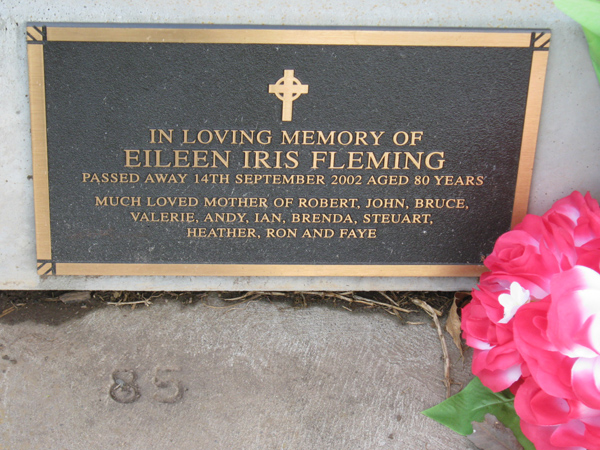 IN LOVING MEMORY OF
EILEEN IRIS FLEMING
PASSED AWAY 14TH SEPTEMBER 2002 AGED 80 YEARS
MUCH LOVED MOTHER OF ROBERT, JOHN, BRUCE,
VALERIE, ANDY, IAN, BRENDA, STEUART,
HEATHER, RON AND FAYE
85